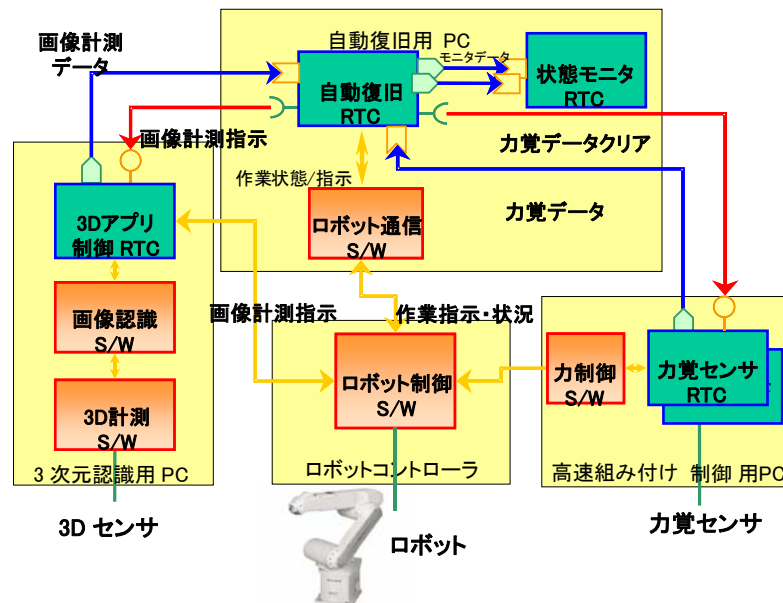 画像計測
データ
自動復旧用 PC
モニタデータ
自動復旧
RTC
状態モニタ
RTC
画像計測指示
力覚データクリア
作業状態/指示
力覚データ
3Dアプリ
制御 RTC
ロボット通信
S/W
画像計測指示
作業指示・状況
画像認識
S/W
ロボット制御
S/W
力制御
S/W
力覚センサ
RTC
3D計測
S/W
3 次元認識用 PC
ロボットコントローラ
高速組み付け 制御 用PC
3D センサ
ロボット
力覚センサ